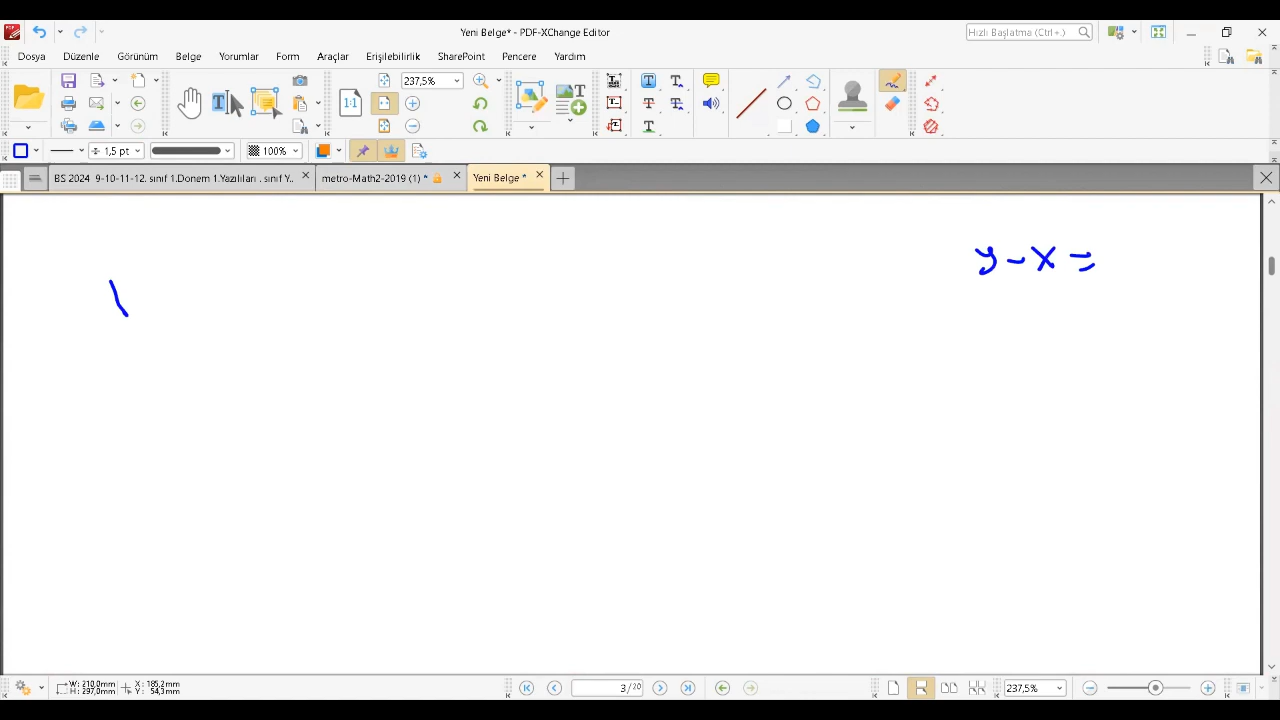 Yeni Belge* - PDF-XChange Editor
Hızlı Başlatma (Ctrl+.)
Dosya Düzenle Görünüm Belge Yorumlar Form Araçlar Erişilebilirlik SharePoint Pencere Yardım
237,5%
1:1
1,5 pt 100%
BS 2024 9-10-11-12. sınıf 1.Donem 1.Yazılıları . sınıf Y...
metro-Math2-2019 (1) *
Yeni Belge *
y - x =
W: 210,0mm
H: 297,0mm
X: 185,2mm
Y: 54,3mm
3/20
237,5%